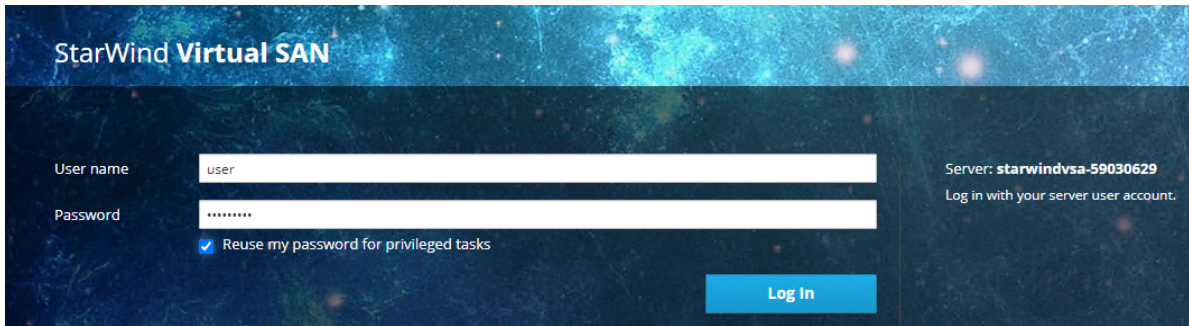 StarWind Virtual SAN
User name
user
Password
•••••••••
Reuse my password for privileged tasks
Log In
Server: starwindvsa-59030629
Log in with your server user account.